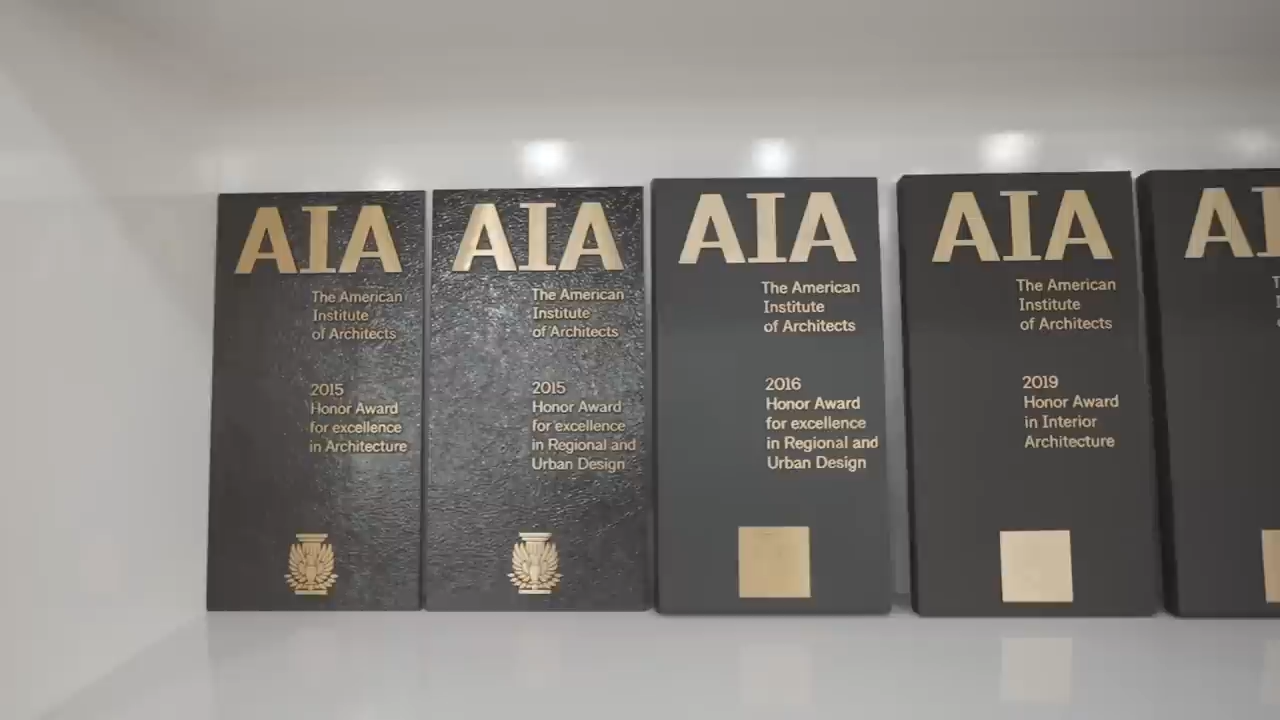 AIA
The American
Institute
of Architects
2015
Honor Award
for excellence
in Architecture
AIA
The American
Institute
of Architects
2015
Honor Award
for excellence
in Regional and
Urban Design
AIA
The American
Institute
of Architects
2016
Honor Award
for excellence
in Regional and
Urban Design
AIA
The American
Institute
of Architects
2019
Honor Award
in Interior
Architecture
AI